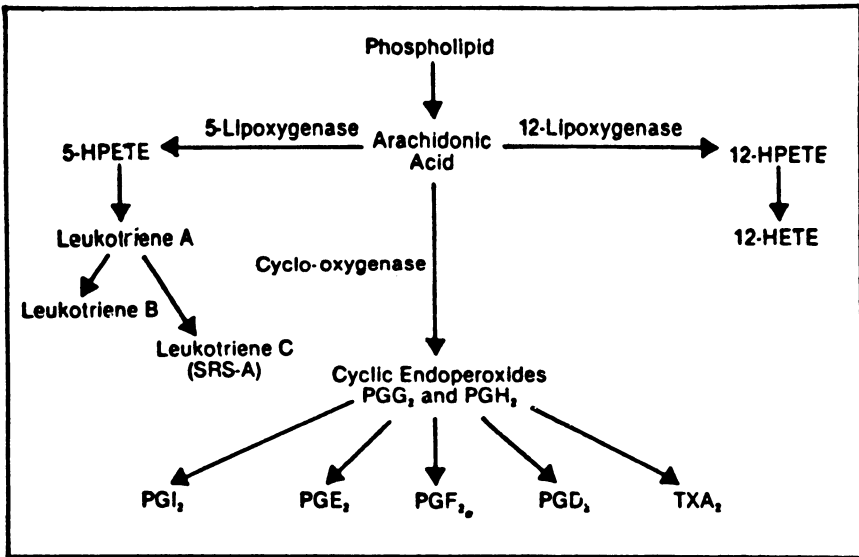 Phospholipid
5-Lipoxygenase
12-Lipoxygenase
5-HPETE
Arachidonic
Acid
12-HPETE
Leukotriene A
12-HETE
Cyclo-oxygenase
Leukotriene B
Leukotriene C
(SRS-A)
Cyclic Endoperoxides
PGG₂ and PGH₂
PGI₂
PGE₂
PGF₂ₐ
PGD₂
TXA₂